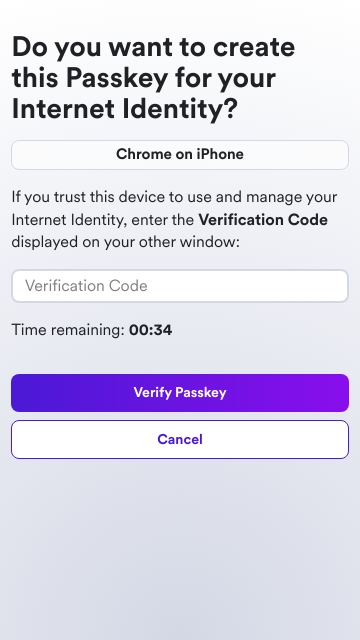 Do you want to create
this Passkey for your
Internet Identity?
Chrome on iPhone
If you trust this device to use and manage your
Internet Identity, enter the Verification Code
displayed on your other window:
Verification Code
Time remaining: 00:34
Verify Passkey
Cancel